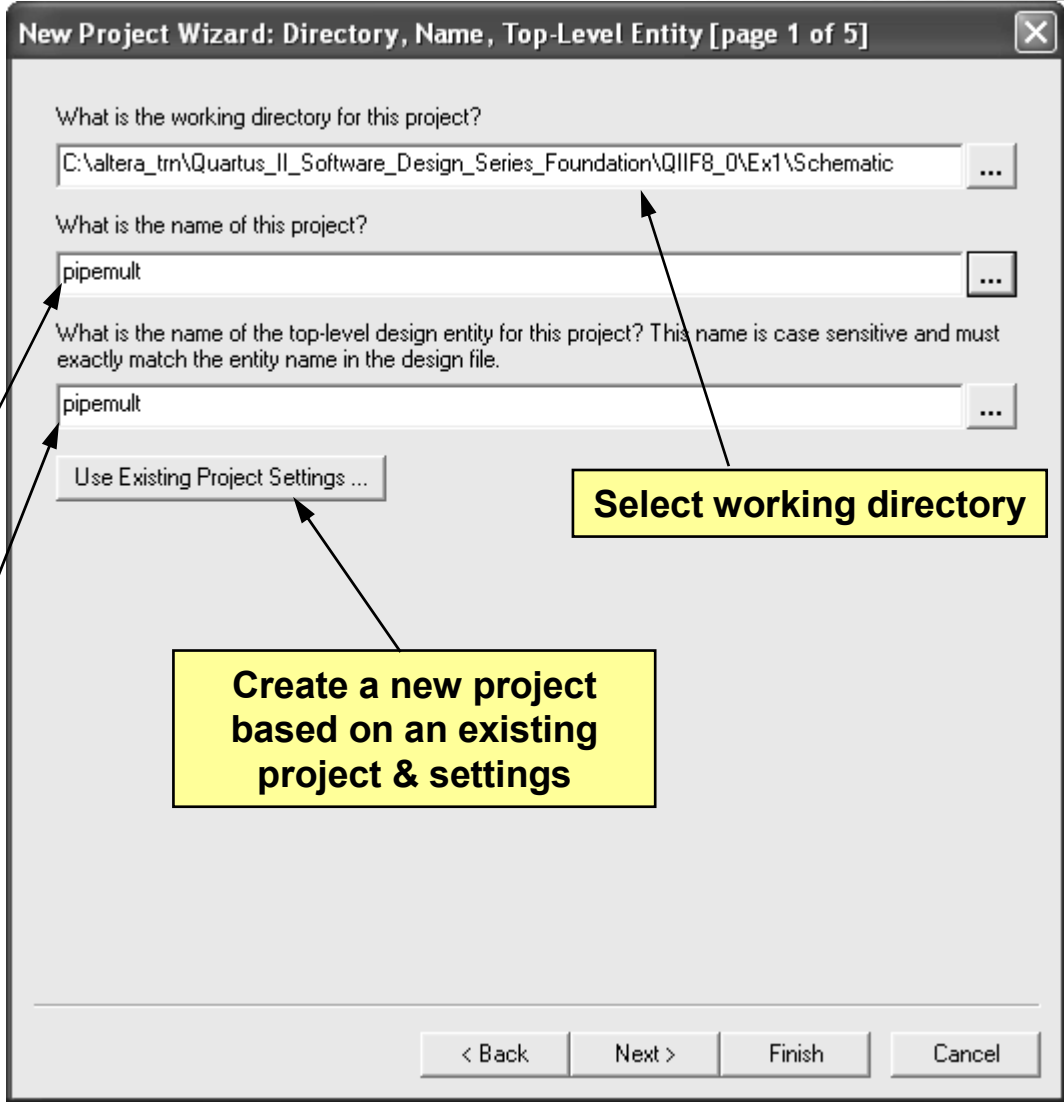 New Project Wizard: Directory, Name, Top-Level Entity [page 1 of 5]
What is the working directory for this project?
C:\altera_trn\Quartus_II_Software_Design_Series_Foundation\QIIF8_0\Ex1\Schematic
...
What is the name of this project?
pipemult
...
What is the name of the top-level design entity for this project? This name is case sensitive and must
exactly match the entity name in the design file.
pipemult
...
Use Existing Project Settings ...
Select working directory
Create a new project
based on an existing
project & settings
< Back
Next >
Finish
Cancel